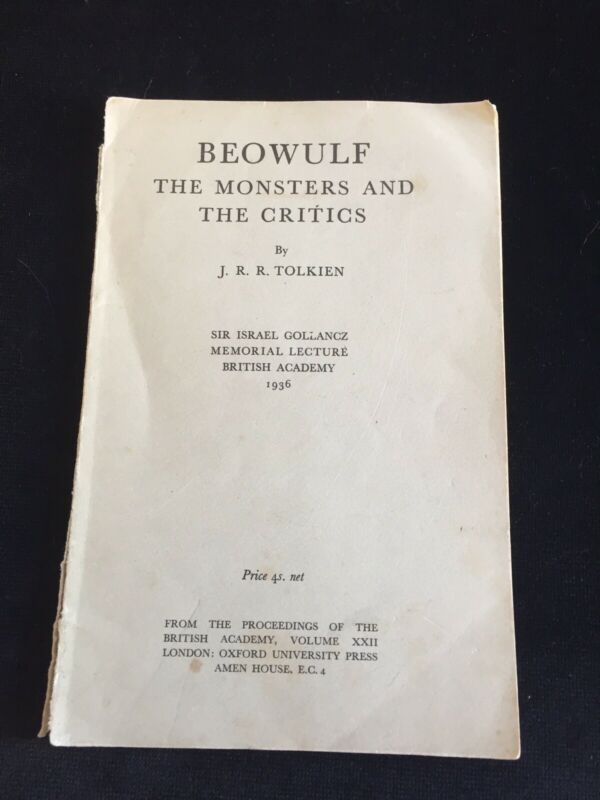 BEOWULF
THE MONSTERS AND
THE CRITICS
By
J. R. R. TOLKIEN
SIR ISRAEL GOLLANCZ
MEMORIAL LECTURE
BRITISH ACADEMY
1936
Price 4s. net
FROM THE PROCEEDINGS OF THE
BRITISH ACADEMY, VOLUME XXII
LONDON: OXFORD UNIVERSITY PRESS
AMEN HOUSE, E.C. 4